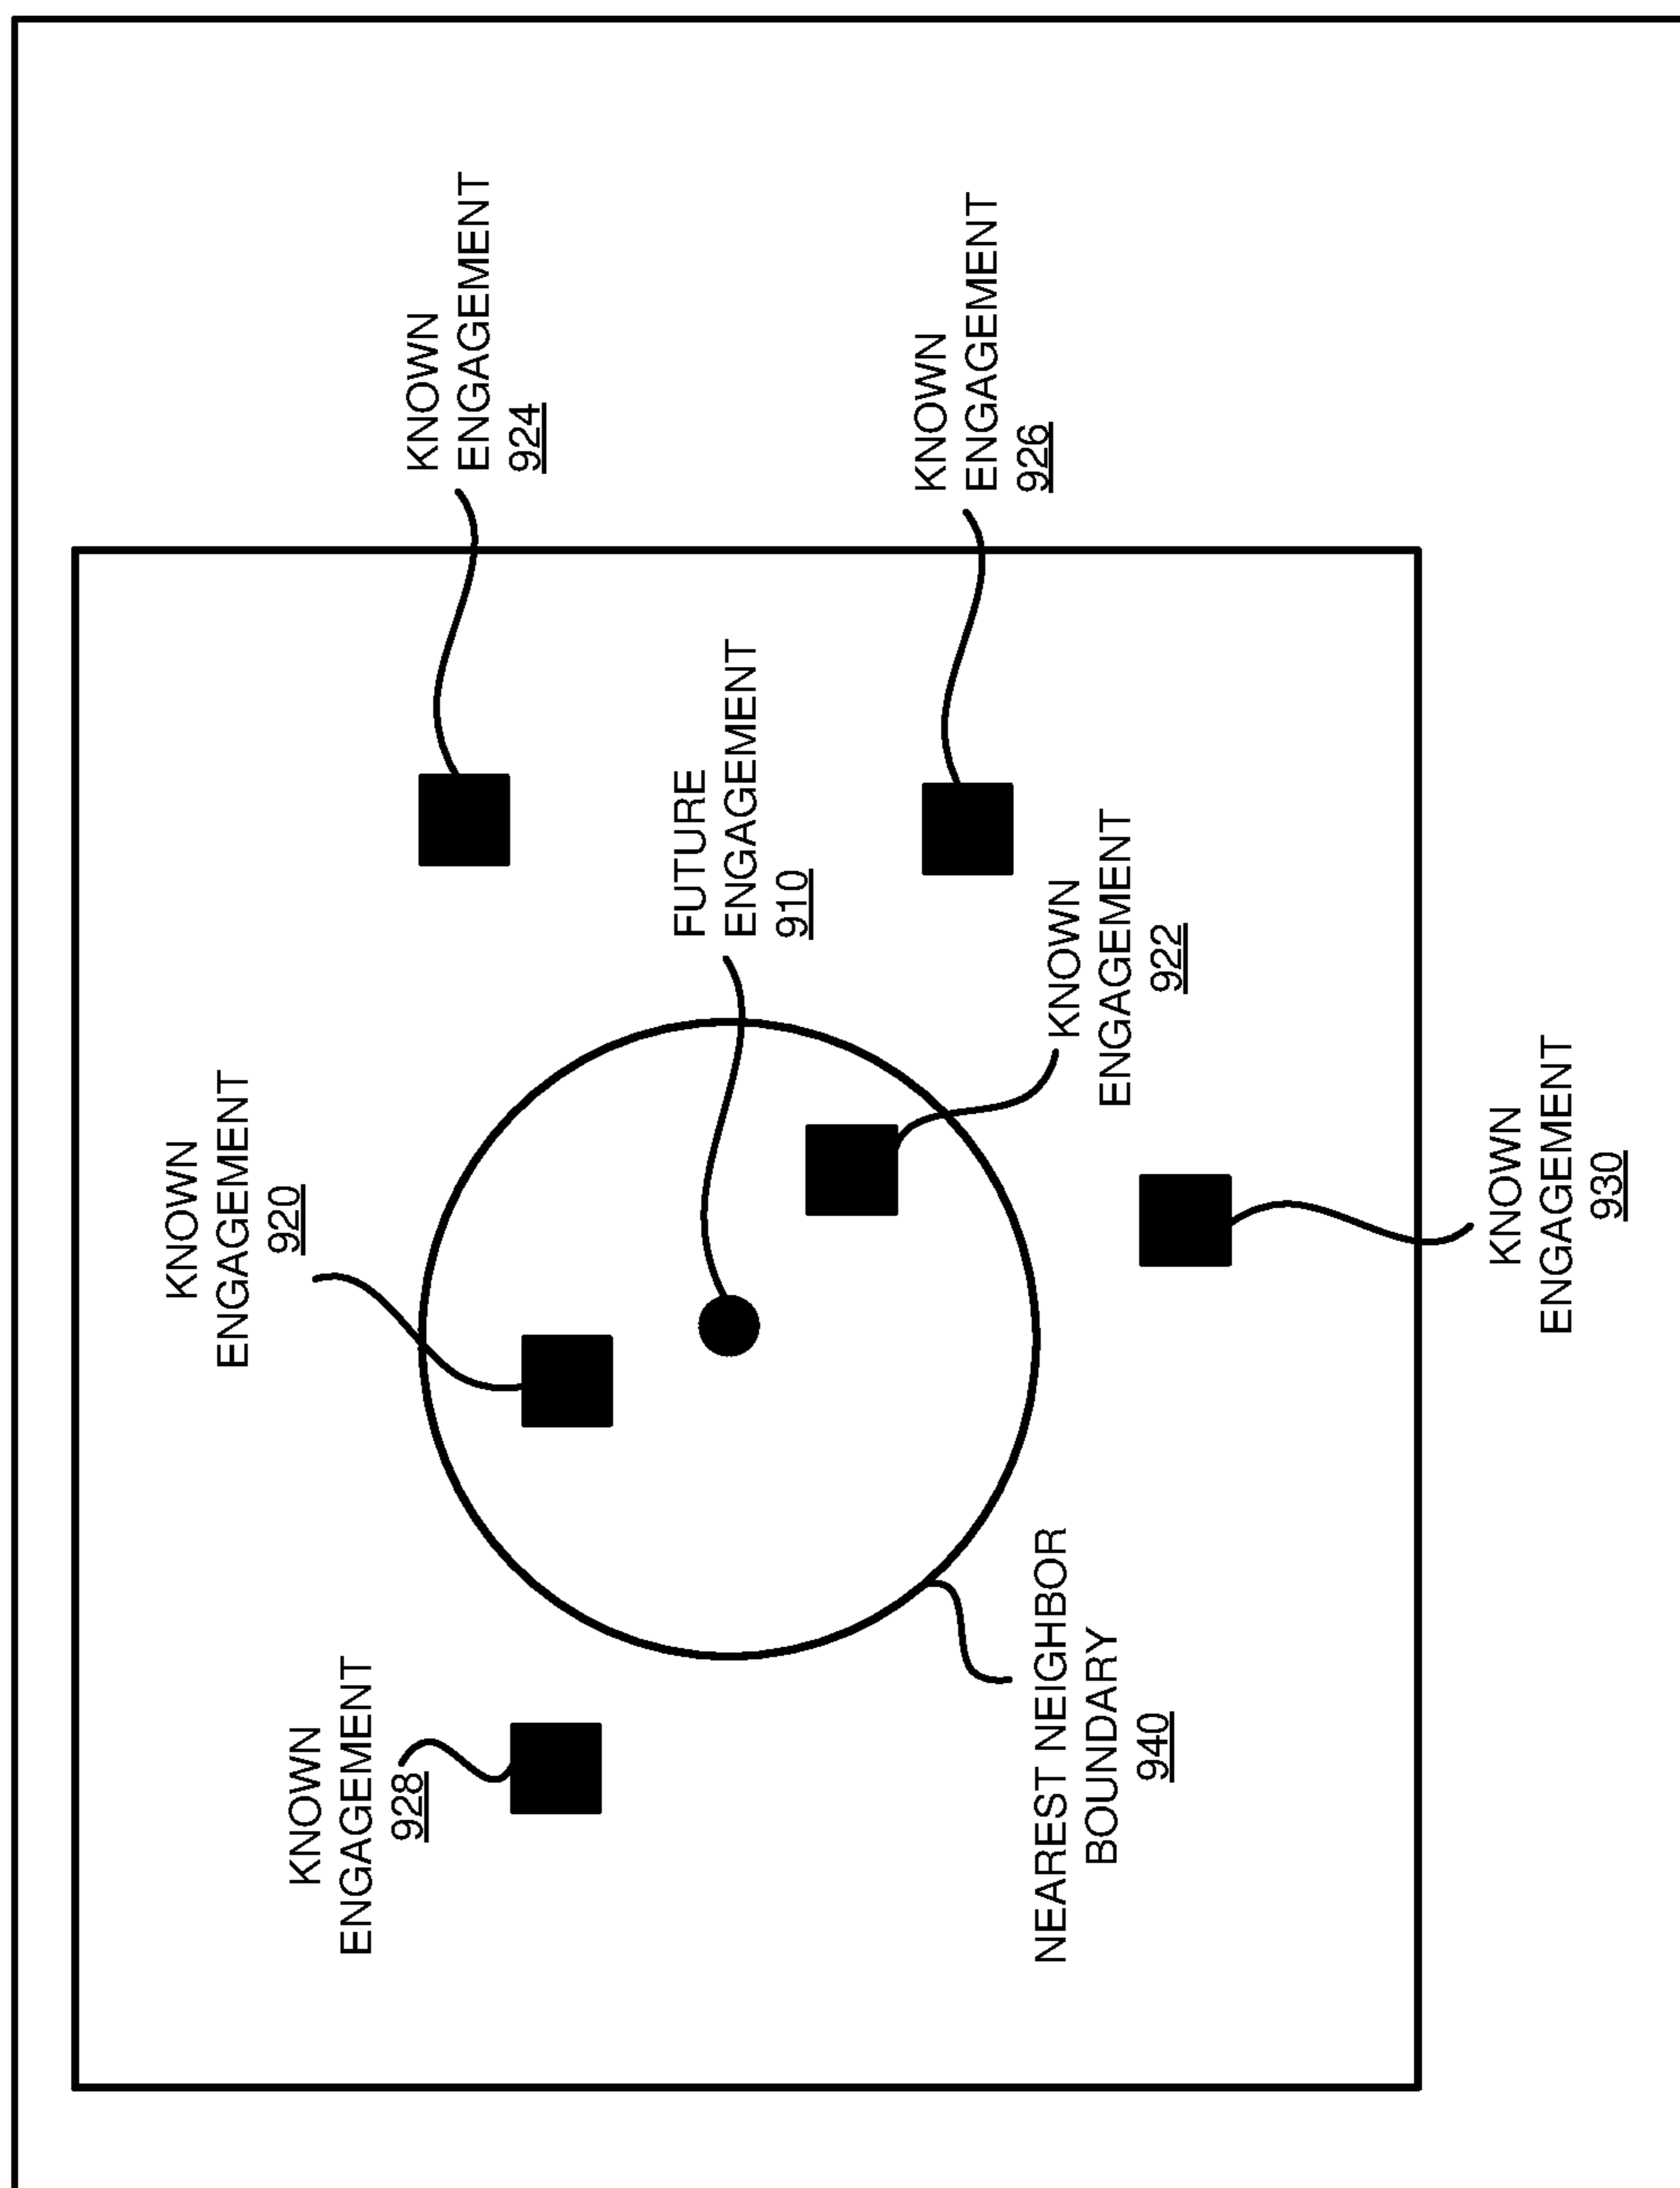 KNOWN
ENGAGEMENT
920
KNOWN
ENGAGEMENT
928
KNOWN
ENGAGEMENT
924
FUTURE
ENGAGEMENT
910
KNOWN
ENGAGEMENT
926
KNOWN
ENGAGEMENT
922
NEAREST NEIGHBOR
BOUNDARY
940
KNOWN
ENGAGEMENT
930